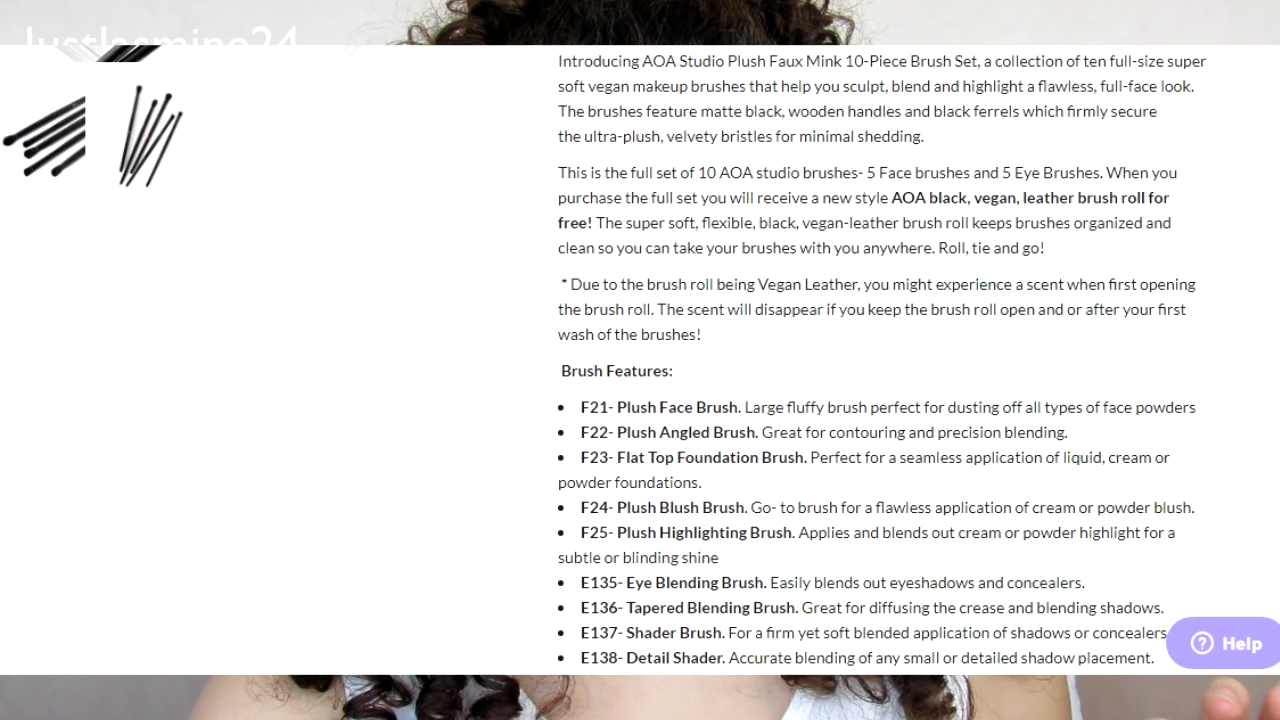 JustJasmine24
Introducing AOA Studio Plush Faux Mink 10-Piece Brush Set, a collection of ten full-size super
soft vegan makeup brushes that help you sculpt, blend and highlight a flawless, full-face look.
The brushes feature matte black, wooden handles and black ferrels which firmly secure
the ultra-plush, velvety bristles for minimal shedding.
This is the full set of 10 AOA studio brushes- 5 Face brushes and 5 Eye Brushes. When you
purchase the full set you will receive a new style AOA black, vegan, leather brush roll for
free! The super soft, flexible, black, vegan-leather brush roll keeps brushes organized and
clean so you can take your brushes with you anywhere. Roll, tie and go!
* Due to the brush roll being Vegan Leather, you might experience a scent when first opening
the brush roll. The scent will disappear if you keep the brush roll open and or after your first
wash of the brushes!
Brush Features:
• F21- Plush Face Brush. Large fluffy brush perfect for dusting off all types of face powders
• F22- Plush Angled Brush. Great for contouring and precision blending.
• F23- Flat Top Foundation Brush. Perfect for a seamless application of liquid, cream or
powder foundations.
• F24- Plush Blush Brush. Go- to brush for a flawless application of cream or powder blush.
• F25- Plush Highlighting Brush. Applies and blends out cream or powder highlight for a
subtle or blinding shine
• E135- Eye Blending Brush. Easily blends out eyeshadows and concealers.
• E136- Tapered Blending Brush. Great for diffusing the crease and blending shadows.
• E137- Shader Brush. For a firm yet soft blended application of shadows or concealers
• E138- Detail Shader. Accurate blending of any small or detailed shadow placement.
? Help